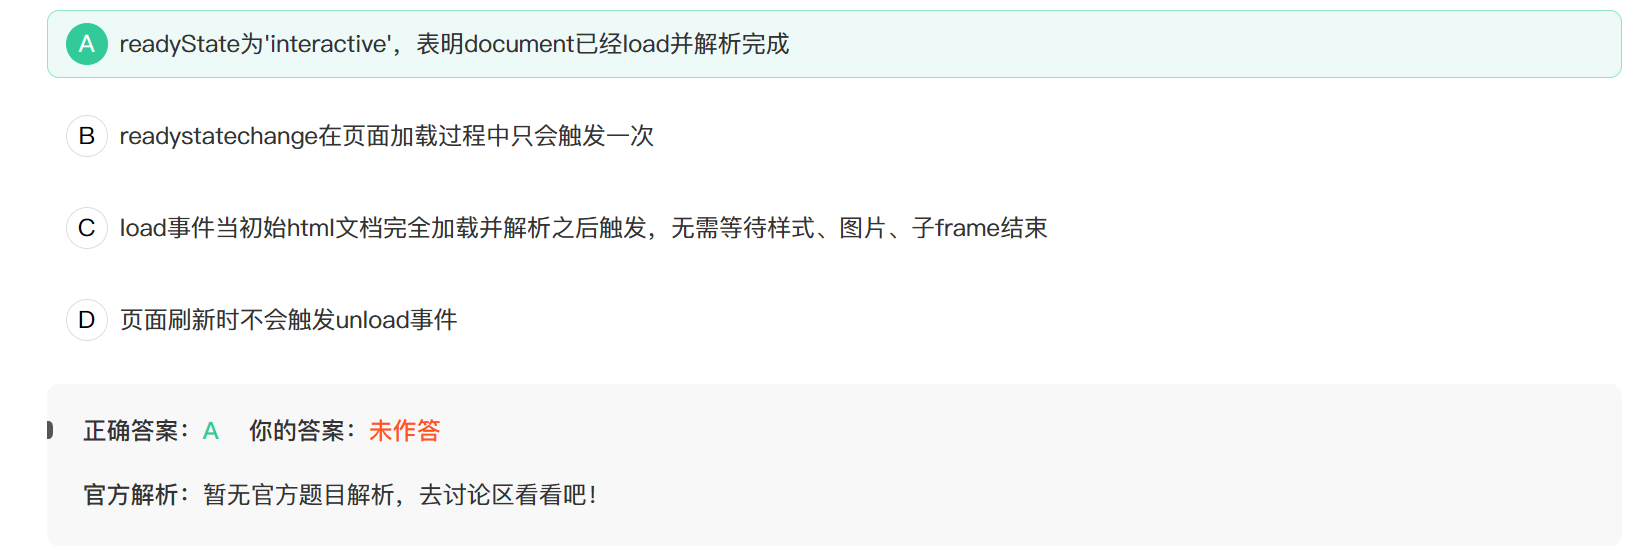 A readyState为'interactive'，表明document已经load并解析完成
B readystatechange在页面加载过程中只会触发一次
C load事件当初始html文档完全加载并解析之后触发，无需等待样式、图片、子frame结束
D 页面刷新时不会触发unload事件
正确答案：A 你的答案：未作答
官方解析：暂无官方题目解析，去讨论区看看吧！